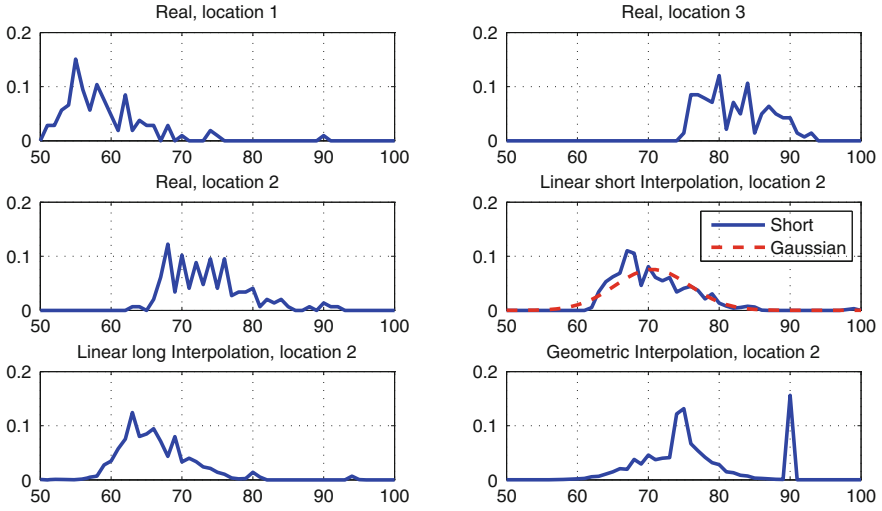 Real, location 1
0.2
0.1
0
50 60 70 80 90 100
Real, location 3
0.2
0.1
0
50 60 70 80 90 100
Real, location 2
0.2
0.1
0
50 60 70 80 90 100
Linear short Interpolation, location 2
0.2
0.1
0
Short
Gaussian
50 60 70 80 90 100
Linear long Interpolation, location 2
0.2
0.1
0
50 60 70 80 90 100
Geometric Interpolation, location 2
0.2
0.1
0
50 60 70 80 90 100